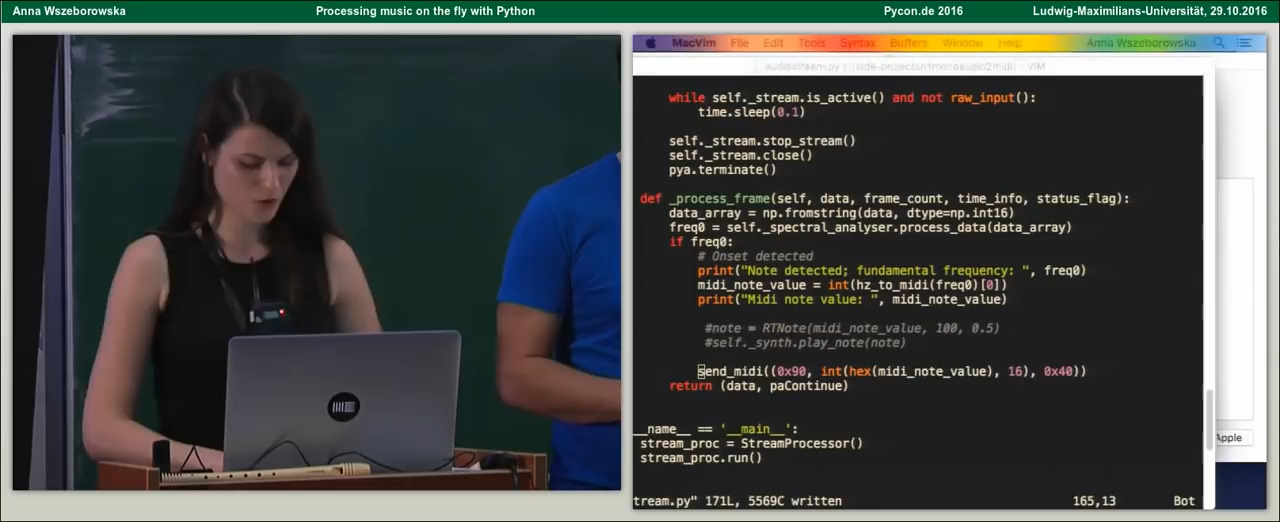 Anna Wszeborowska
Processing music on the fly with Python
Pycon.de 2016
Ludwig-Maximilians-Universität, 29.10.2016
MacVim File Edit Tools Syntax Buffers Window Help Anna Wszeborowska
while self._stream.is_active() and not raw_input():
time.sleep(0.1)
self._stream.stop_stream()
self._stream.close()
pya.terminate()
def _process_frame(self, data, frame_count, time_info, status_flag):
data_array = np.fromstring(data, dtype=np.int16)
freq0 = self._spectral_analyser.process_data(data_array)
if freq0:
# Onset detected
print("Note detected; fundamental frequency: ", freq0)
midi_note_value = int(hz_to_midi(freq0)[0])
print("Midi note value: ", midi_note_value)
#note = RTNote(midi_note_value, 100, 0.5)
#self._synth.play_note(note)
send_midi((0x90, int(hex(midi_note_value), 16), 0x40))
return (data, paContinue)
__name__ == '__main__':
stream_proc = StreamProcessor()
stream_proc.run()
Apple
tream.py" 171L, 5569C written 165,13 Bot